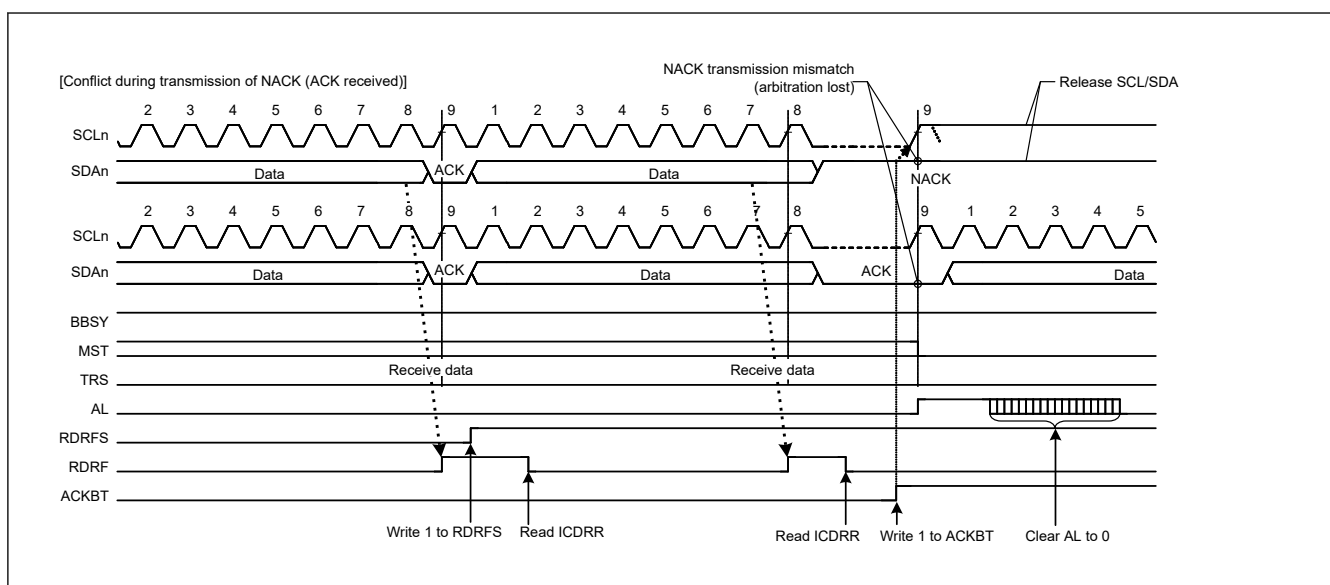 [Conflict during transmission of NACK (ACK received)]
NACK transmission mismatch
(arbitration lost)
Release SCL/SDA
2 3 4 5 6 7 8 9 1 2 3 4 5 6 7 8 9
SCLn
SDAn
Data ACK Data NACK
2 3 4 5 6 7 8 9 1 2 3 4 5 6 7 8 9 1 2 3 4 5
SCLn
SDAn
Data ACK Data ACK Data
BBSY
MST
Receive data Receive data
TRS
AL
RDRFS
RDRF
ACKBT
Write 1 to RDRFS Read ICDRR Read ICDRR Write 1 to ACKBT Clear AL to 0